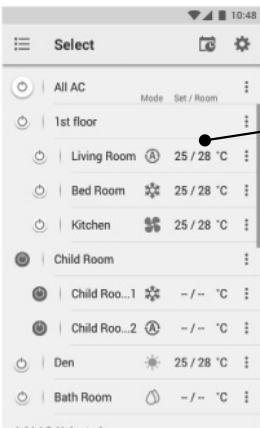 10:48
Select
All AC
Mode Set / Room
1st floor
Living Room A 25 / 28 °C
Bed Room 25 / 28 °C
Kitchen 25 / 28 °C
Child Room
Child Roo...1 -- / -- °C
Child Roo...2 A -- / -- °C
Den 25 / 28 °C
Bath Room -- / -- °C